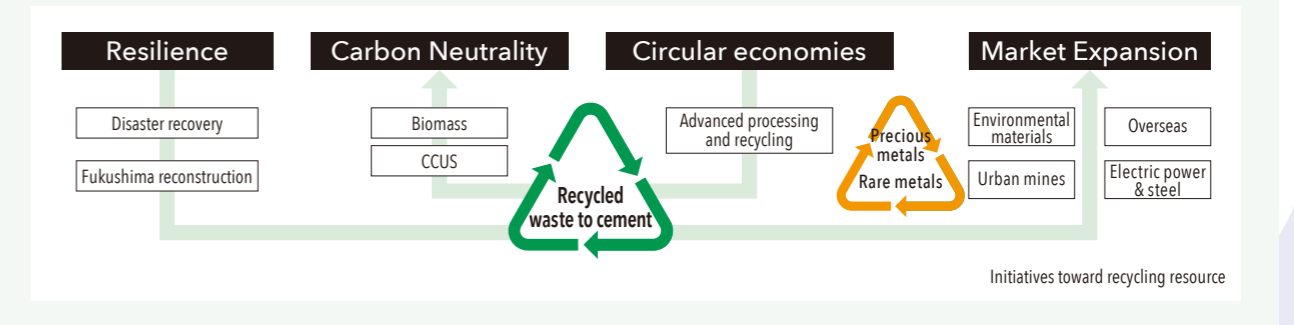 Resilience
Carbon Neutrality
Circular economies
Market Expansion
Disaster recovery
Fukushima reconstruction
Biomass
CCUS
Recycled
waste to cement
Advanced processing
and recycling
Precious
metals
Rare metals
Environmental
materials
Overseas
Urban mines
Electric power
& steel
Initiatives toward recycling resource